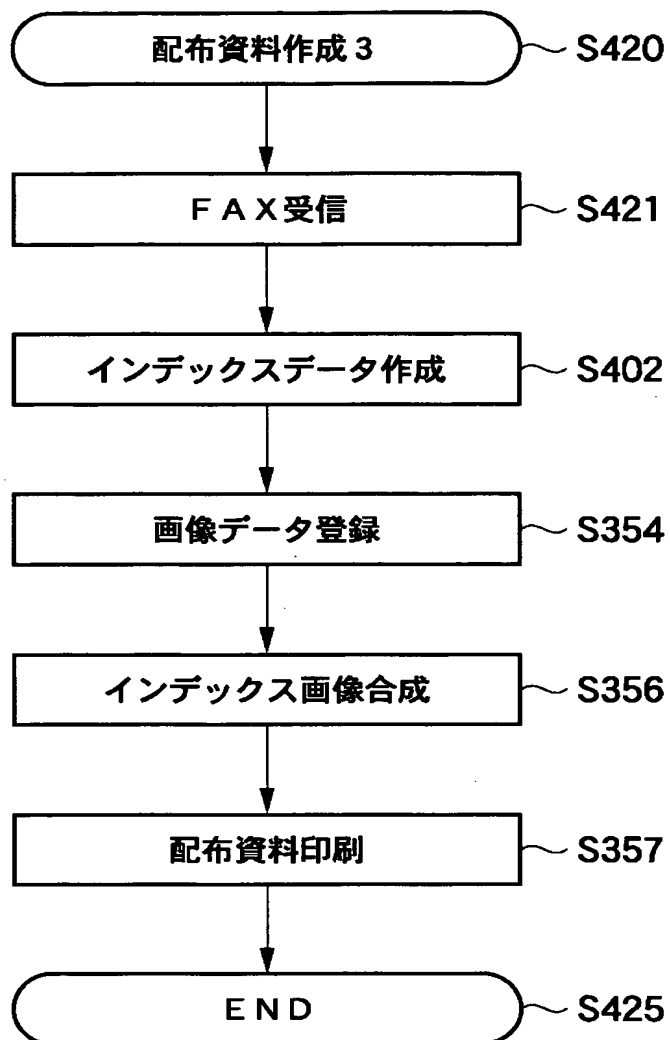 配布資料作成3 S420
FAX受信 S421
インデックスデータ作成 S402
画像データ登録 S354
インデックス画像合成 S356
配布資料印刷 S357
END S425